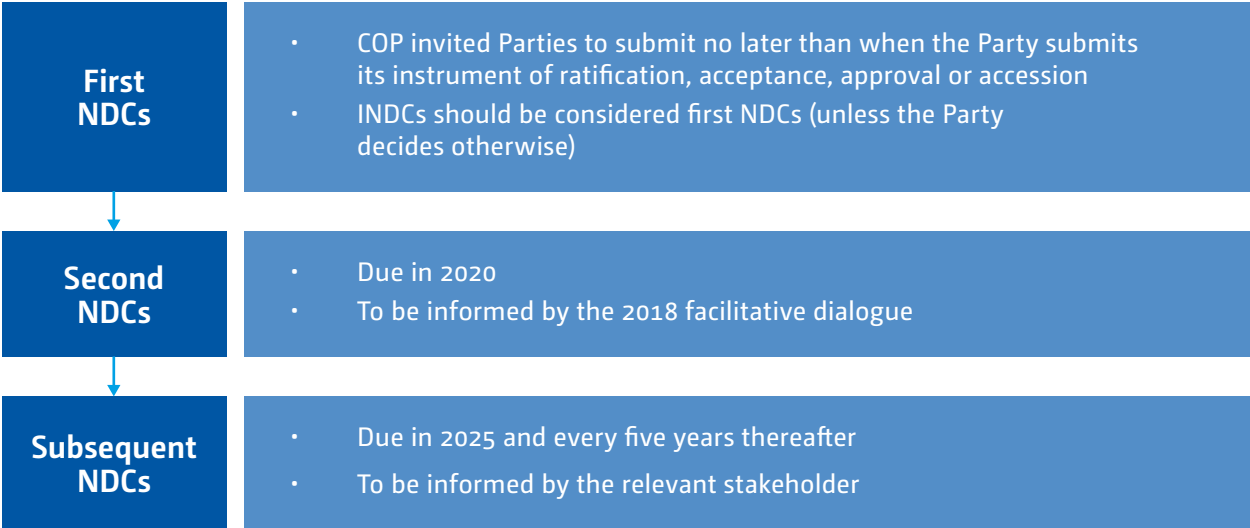 First
NDCs
• COP invited Parties to submit no later than when the Party submits
its instrument of ratification, acceptance, approval or accession
• INDCs should be considered first NDCs (unless the Party
decides otherwise)
Second
NDCs
• Due in 2020
• To be informed by the 2018 facilitative dialogue
Subsequent
NDCs
• Due in 2025 and every five years thereafter
• To be informed by the relevant stakeholder